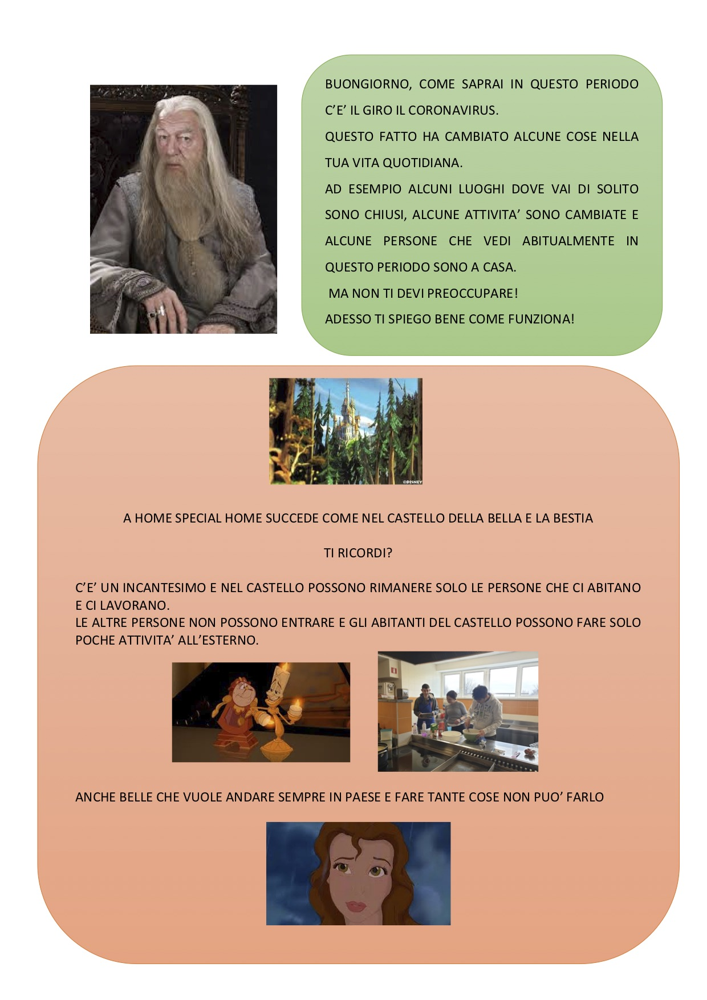 BUONGIORNO, COME SAPRAI IN QUESTO PERIODO
C’E’ IL GIRO IL CORONAVIRUS.
QUESTO FATTO HA CAMBIATO ALCUNE COSE NELLA
TUA VITA QUOTIDIANA.
AD ESEMPIO ALCUNI LUOGHI DOVE VAI DI SOLITO
SONO CHIUSI, ALCUNE ATTIVITA’ SONO CAMBIATE E
ALCUNE PERSONE CHE VEDI ABITUALMENTE IN
QUESTO PERIODO SONO A CASA.
MA NON TI DEVI PREOCCUPARE!
ADESSO TI SPIEGO BENE COME FUNZIONA!
©DISNEY
A HOME SPECIAL HOME SUCCEDE COME NEL CASTELLO DELLA BELLA E LA BESTIA
TI RICORDI?
C’E’ UN INCANTESIMO E NEL CASTELLO POSSONO RIMANERE SOLO LE PERSONE CHE CI ABITANO
E CI LAVORANO.
LE ALTRE PERSONE NON POSSONO ENTRARE E GLI ABITANTI DEL CASTELLO POSSONO FARE SOLO
POCHE ATTIVITA’ ALL’ESTERNO.
ANCHE BELLE CHE VUOLE ANDARE SEMPRE IN PAESE E FARE TANTE COSE NON PUO’ FARLO